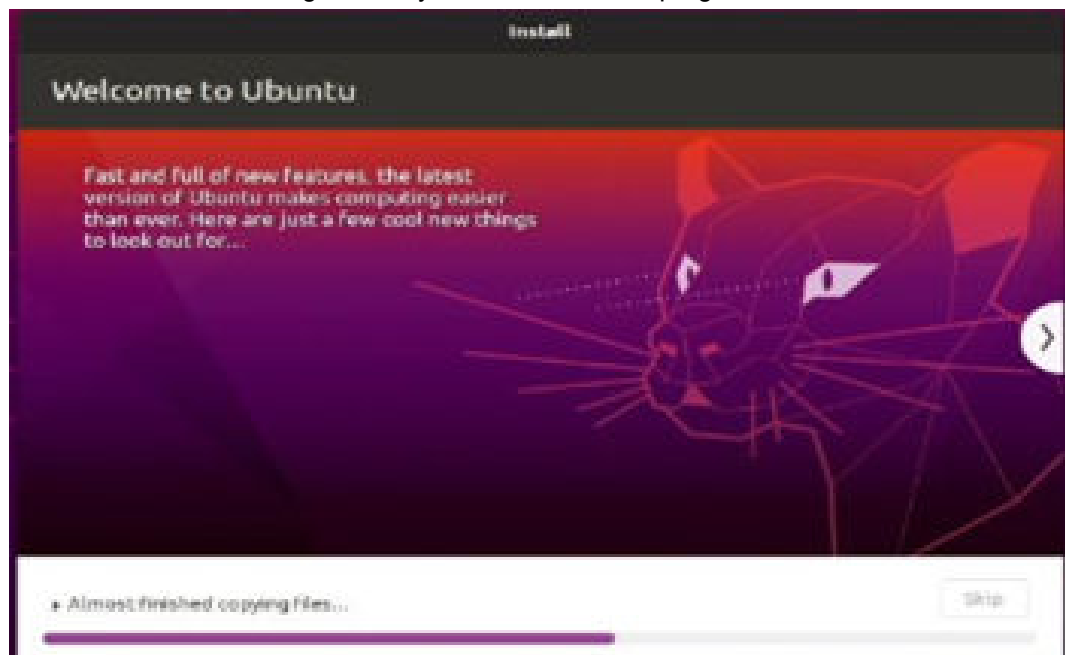 Install
Welcome to Ubuntu
Fast and full of new features, the latest
version of Ubuntu makes computing easier
than ever. Here are just a few cool new things
to look out for...
Almost finished copying files...
Skip